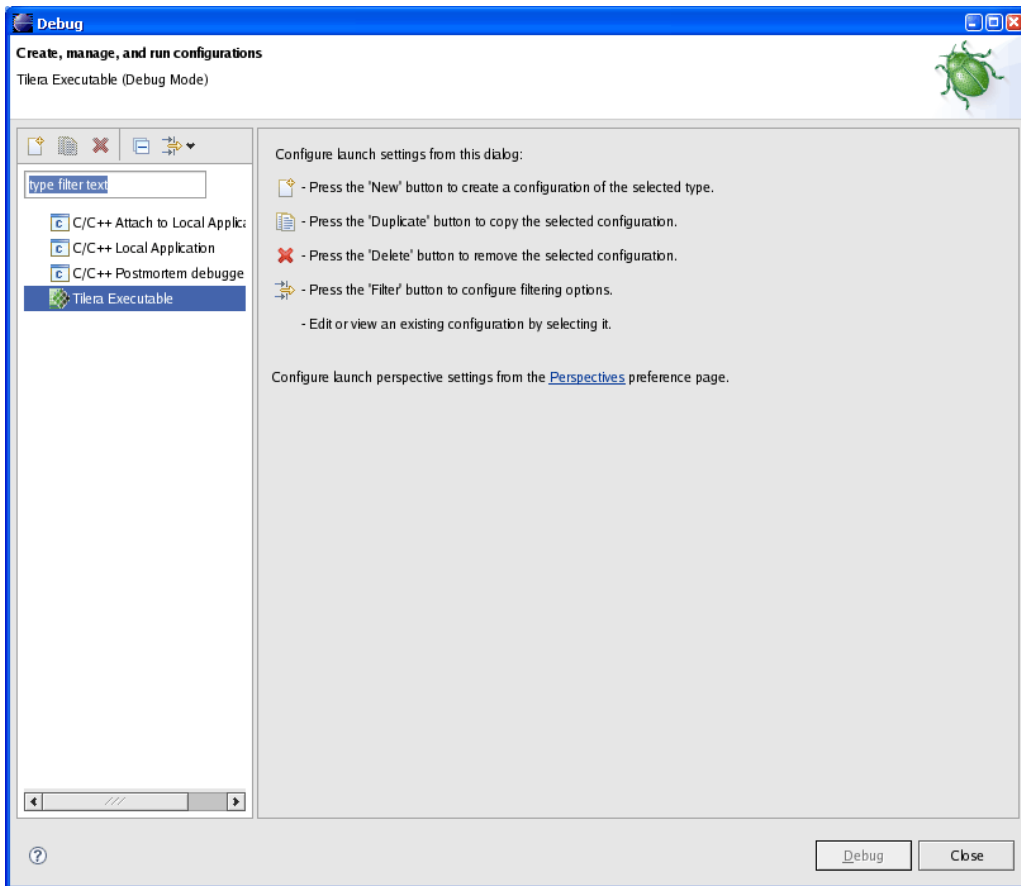 Debug
Create, manage, and run configurations
Tilera Executable (Debug Mode)
type filter text
C/C++ Attach to Local Applica
C/C++ Local Application
C/C++ Postmortem debugge
Tilera Executable
Configure launch settings from this dialog:
- Press the 'New' button to create a configuration of the selected type.
- Press the 'Duplicate' button to copy the selected configuration.
- Press the 'Delete' button to remove the selected configuration.
- Press the 'Filter' button to configure filtering options.
- Edit or view an existing configuration by selecting it.
Configure launch perspective settings from the Perspectives preference page.
Debug
Close